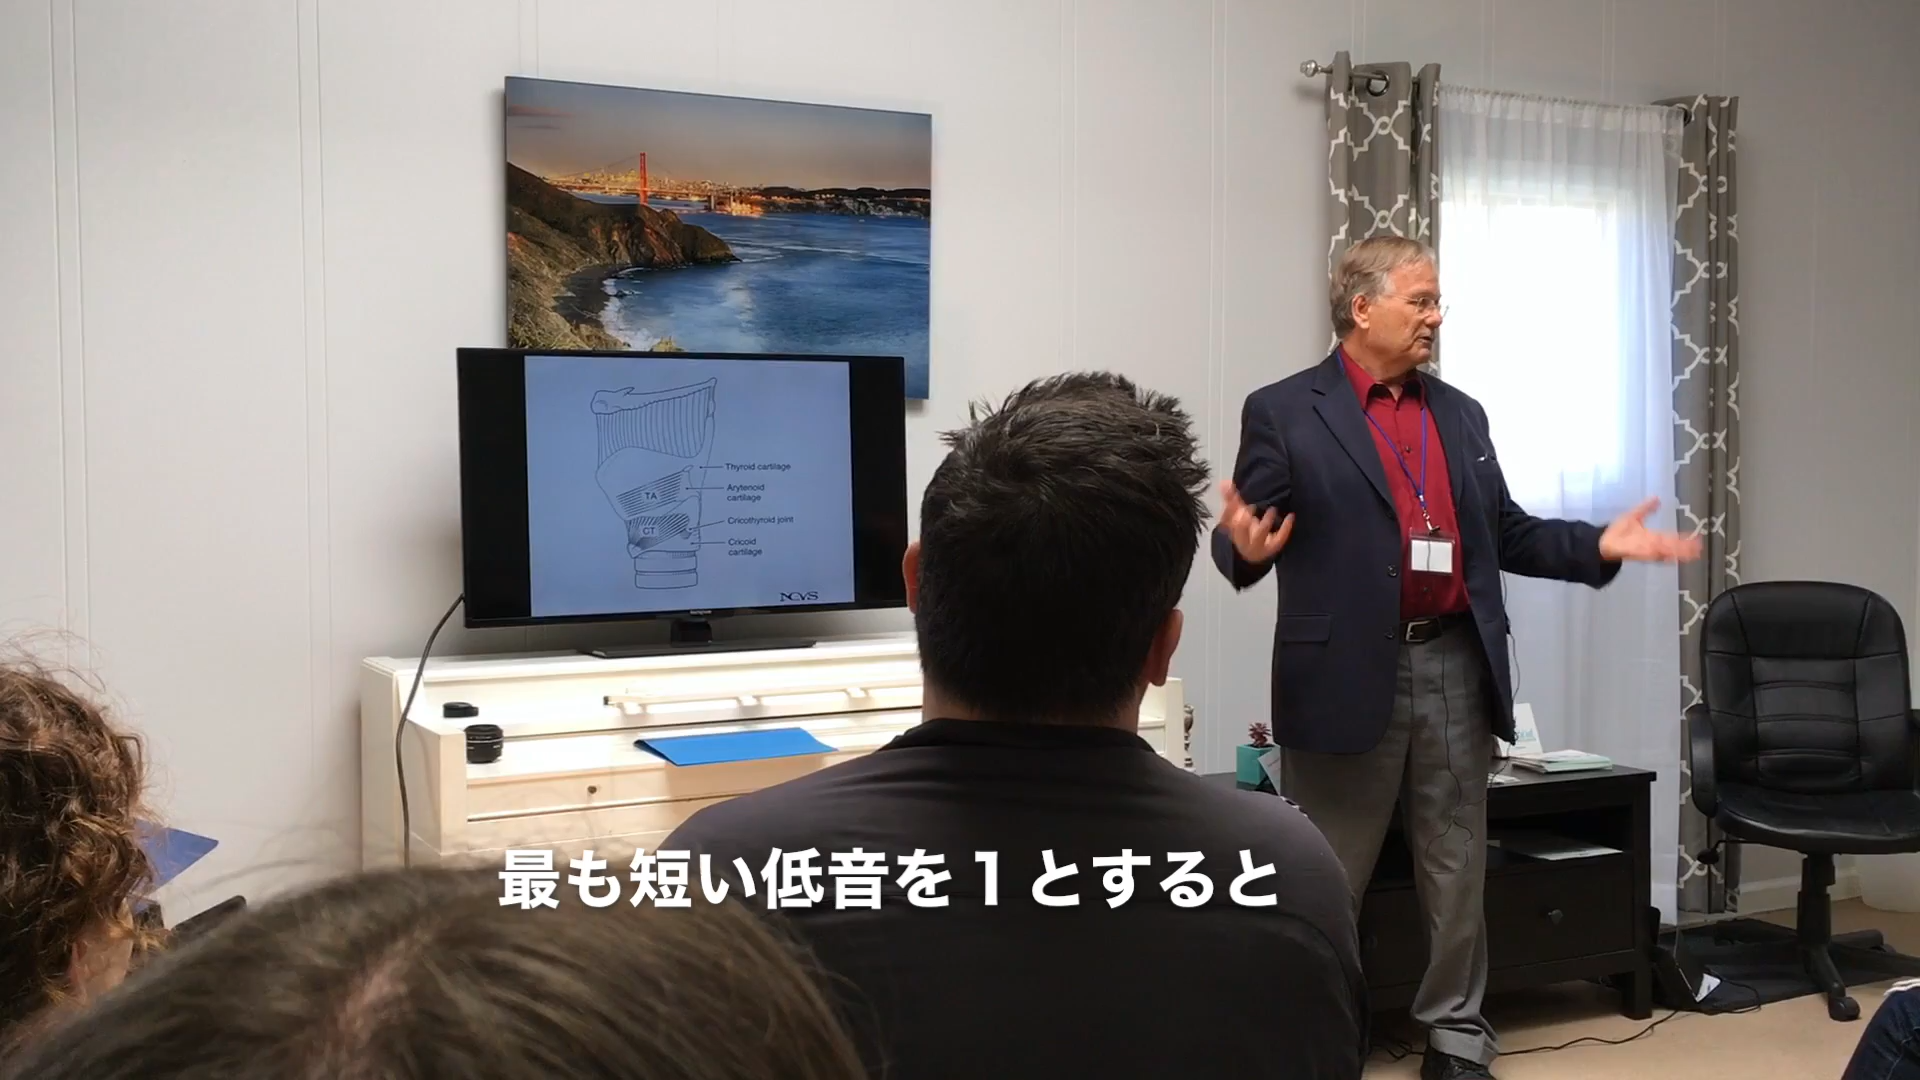 Thyroid cartilage
Arytenoid
cartilage
TA
Cricothyroid joint
CT
Cricoid
cartilage
NCVS
最も短い低音を１とすると